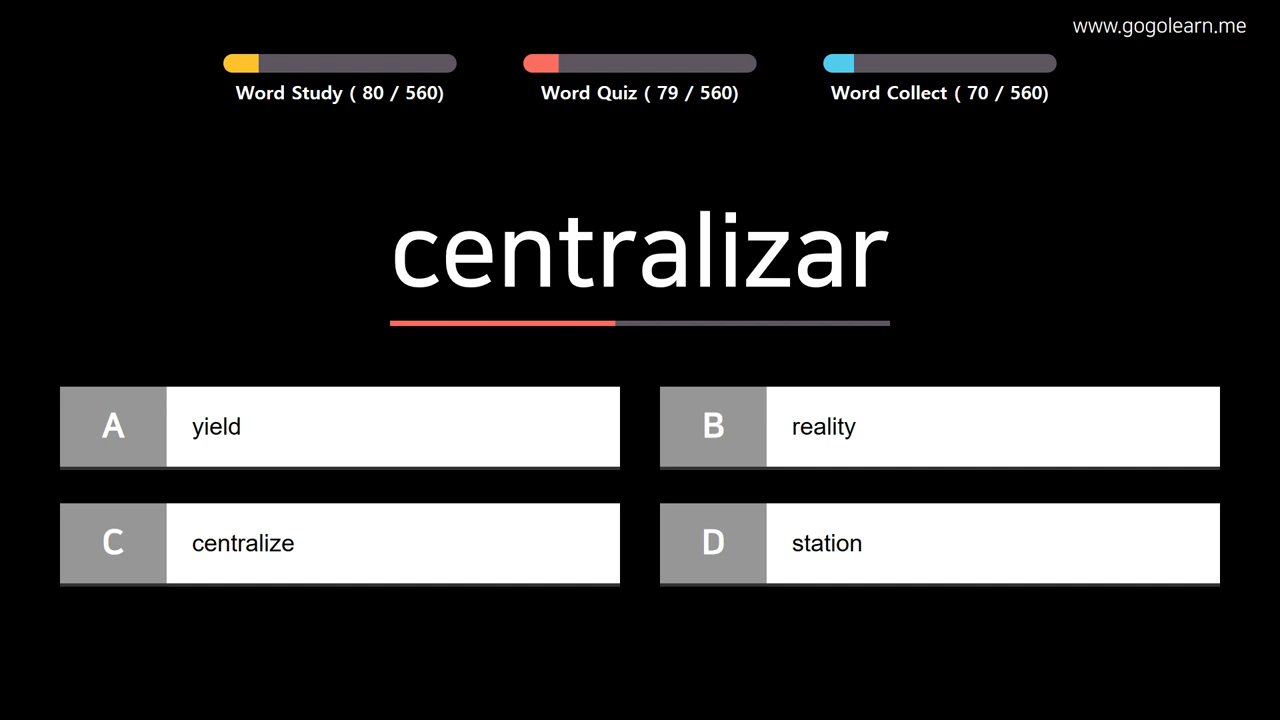 www.gogolearn.me
Word Study ( 80 / 560)
Word Quiz ( 79 / 560)
Word Collect ( 70 / 560)
centralizar
A yield
B reality
C centralize
D station